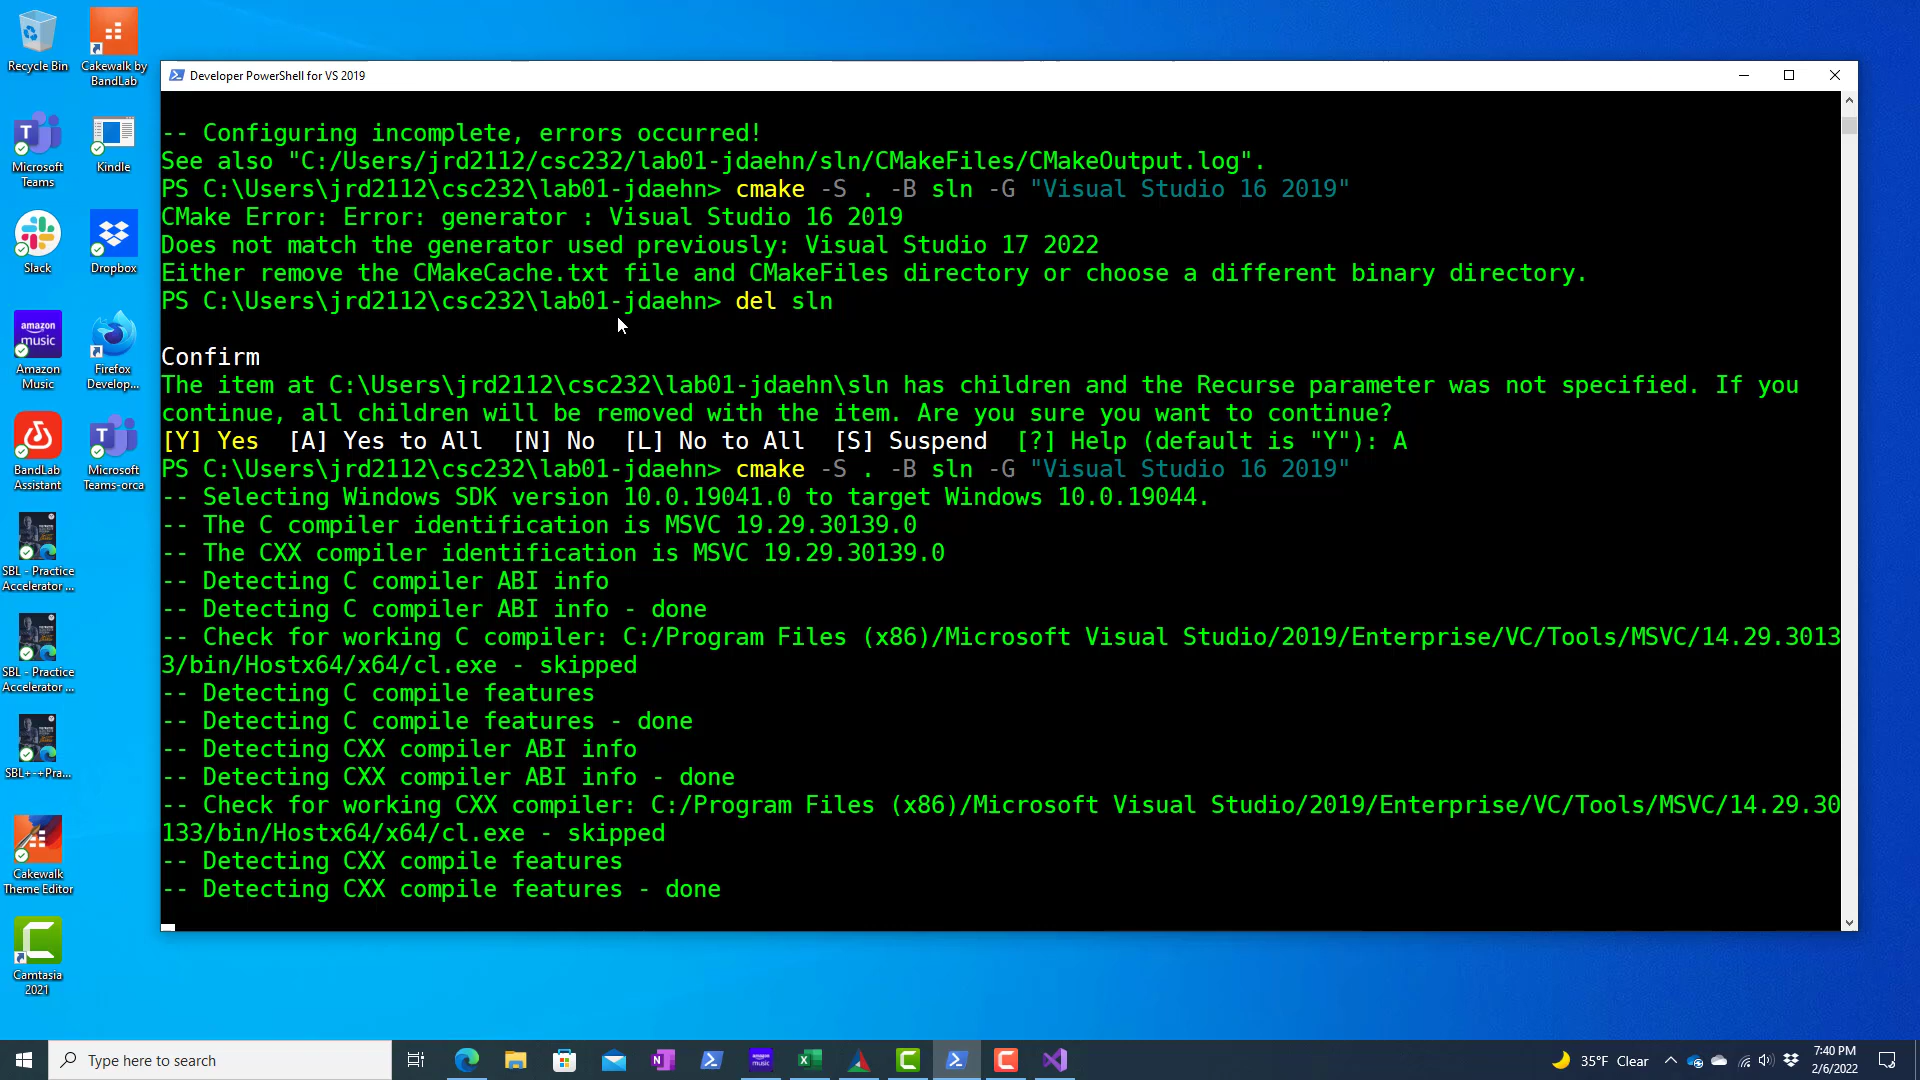 Recycle Bin
Cakewalk by
BandLab
Microsoft
Teams
Kindle
Slack
Dropbox
amazon
music
Amazon
Music
Firefox
Develop...
BandLab
Assistant
Microsoft
Teams-orca
SBL - Practice
Accelerator ...
SBL - Practice
Accelerator ...
SBL+-+Pra...
Cakewalk
Theme Editor
Camtasia
2021
Developer PowerShell for VS 2019
-- Configuring incomplete, errors occurred!
See also "C:/Users/jrd2112/csc232/lab01-jdaehn/sln/CMakeFiles/CMakeOutput.log".
PS C:\Users\jrd2112\csc232\lab01-jdaehn> cmake -S . -B sln -G "Visual Studio 16 2019"
CMake Error: Error: generator : Visual Studio 16 2019
Does not match the generator used previously: Visual Studio 17 2022
Either remove the CMakeCache.txt file and CMakeFiles directory or choose a different binary directory.
PS C:\Users\jrd2112\csc232\lab01-jdaehn> del sln
Confirm
The item at C:\Users\jrd2112\csc232\lab01-jdaehn\sln has children and the Recurse parameter was not specified. If you
continue, all children will be removed with the item. Are you sure you want to continue?
[Y] Yes  [A] Yes to All  [N] No  [L] No to All  [S] Suspend  [?] Help (default is "Y"): A
PS C:\Users\jrd2112\csc232\lab01-jdaehn> cmake -S . -B sln -G "Visual Studio 16 2019"
-- Selecting Windows SDK version 10.0.19041.0 to target Windows 10.0.19044.
-- The C compiler identification is MSVC 19.29.30139.0
-- The CXX compiler identification is MSVC 19.29.30139.0
-- Detecting C compiler ABI info
-- Detecting C compiler ABI info - done
-- Check for working C compiler: C:/Program Files (x86)/Microsoft Visual Studio/2019/Enterprise/VC/Tools/MSVC/14.29.3013
3/bin/Hostx64/x64/cl.exe - skipped
-- Detecting C compile features
-- Detecting C compile features - done
-- Detecting CXX compiler ABI info
-- Detecting CXX compiler ABI info - done
-- Check for working CXX compiler: C:/Program Files (x86)/Microsoft Visual Studio/2019/Enterprise/VC/Tools/MSVC/14.29.30
133/bin/Hostx64/x64/cl.exe - skipped
-- Detecting CXX compile features
-- Detecting CXX compile features - done
Type here to search
35°F Clear
7:40 PM
2/6/2022